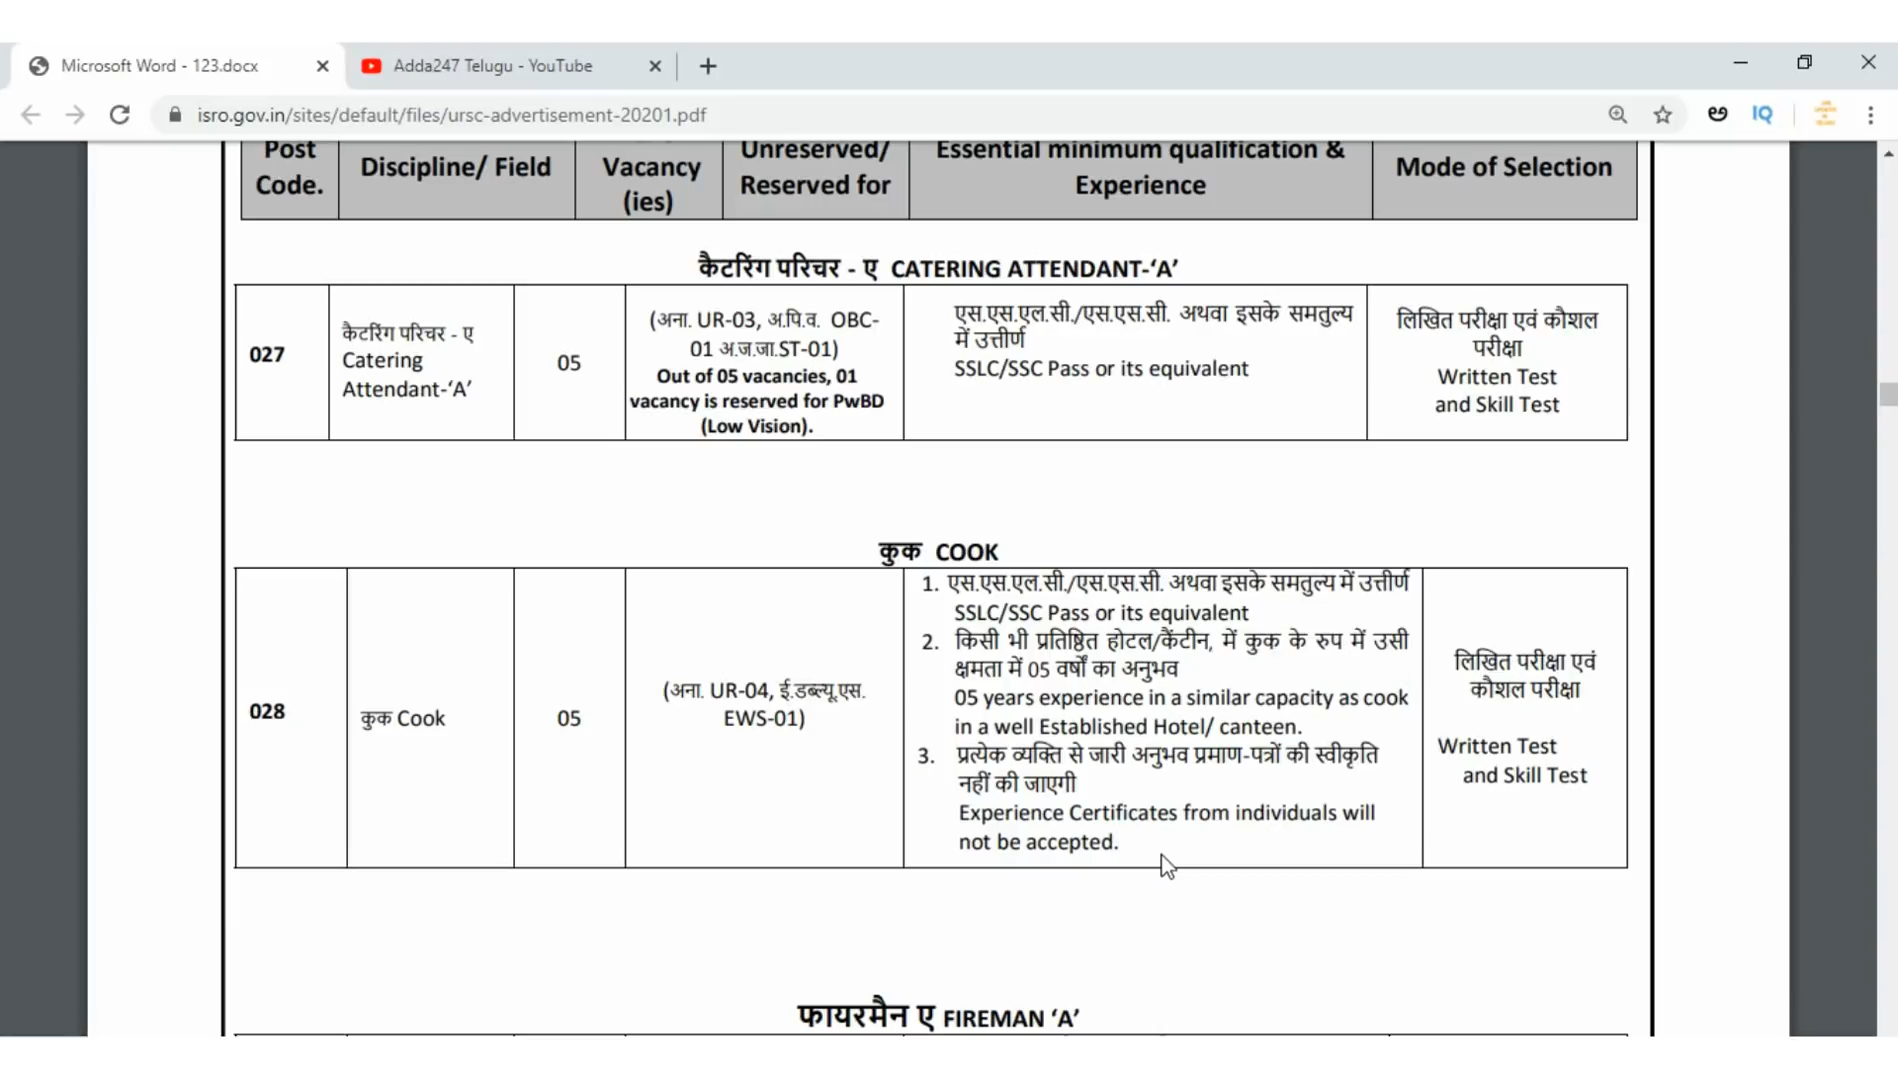 Microsoft Word - 123.docx
Adda247 Telugu - YouTube
isro.gov.in/sites/default/files/ursc-advertisement-20201.pdf
IQ
Post
Code.
Discipline/ Field
Vacancy
(ies)
Unreserved/
Reserved for
Essential minimum qualification &
Experience
Mode of Selection
कैटरिंग परिचर - ए CATERING ATTENDANT-‘A’
027
कैटरिंग परिचर - ए
Catering
Attendant-‘A’
05
(अना. UR-03, अ.पि.व. OBC-
01 अ.ज.जा.ST-01)
Out of 05 vacancies, 01
vacancy is reserved for PwBD
(Low Vision).
एस.एस.एल.सी./एस.एस.सी. अथवा इसके समतुल्य
में उत्तीर्ण
SSLC/SSC Pass or its equivalent
लिखित परीक्षा एवं कौशल
परीक्षा
Written Test
and Skill Test
कुक COOK
028
कुक Cook
05
(अना. UR-04, ई.डब्ल्यू.एस.
EWS-01)
1. एस.एस.एल.सी./एस.एस.सी. अथवा इसके समतुल्य में उत्तीर्ण
SSLC/SSC Pass or its equivalent
2. किसी भी प्रतिष्ठित होटल/कैंटीन, में कुक के रुप में उसी
क्षमता में 05 वर्षों का अनुभव
05 years experience in a similar capacity as cook
in a well Established Hotel/ canteen.
3. प्रत्येक व्यक्ति से जारी अनुभव प्रमाण-पत्रों की स्वीकृति
नहीं की जाएगी
Experience Certificates from individuals will
not be accepted.
लिखित परीक्षा एवं
कौशल परीक्षा
Written Test
and Skill Test
फायरमैन ए FIREMAN ‘A’